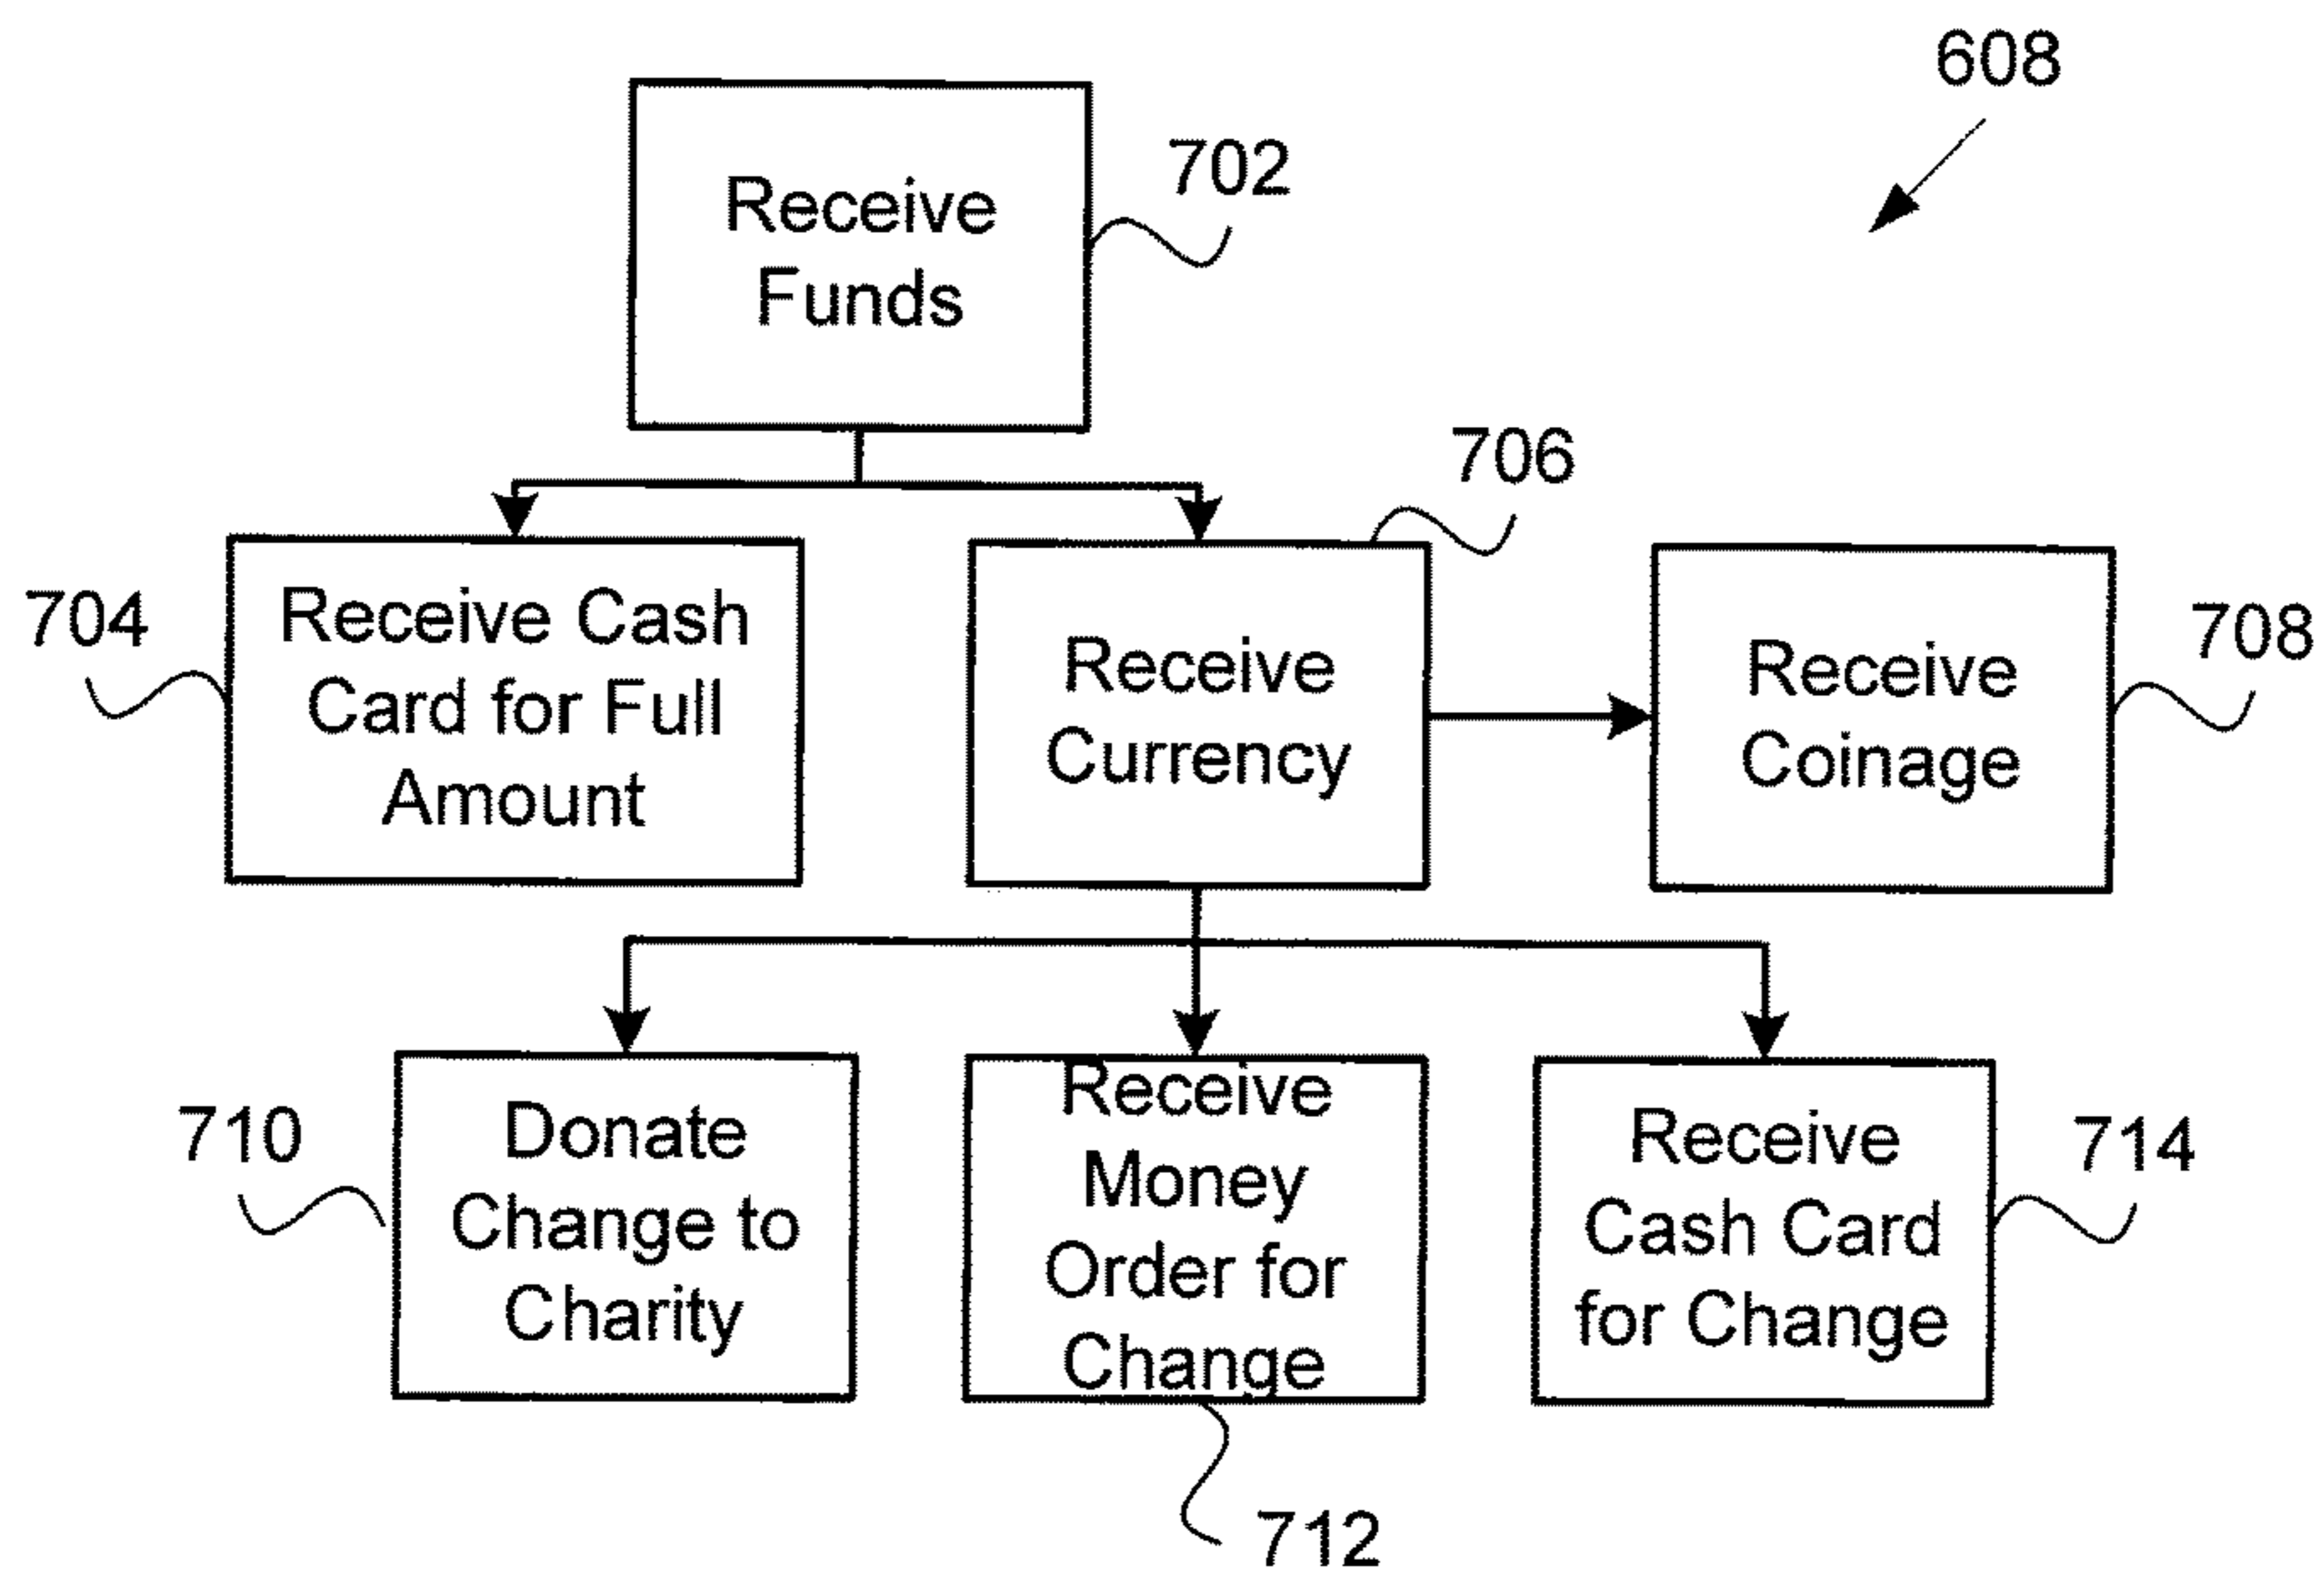 608
702
Receive
Funds
706
704
Receive Cash
Card for Full
Amount
Receive
Currency
Receive
Coinage
708
710
Donate
Change to
Charity
Receive
Money
Order for
Change
Receive
Cash Card
for Change
714
712